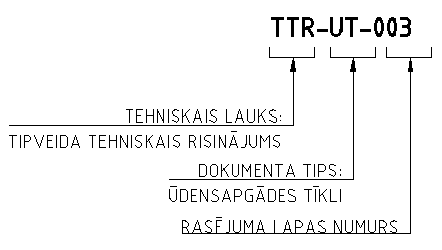 TTR-UT-003
TEHNISKAIS LAUKS:
TIPVEIDA TEHNISKAIS RISINĀJUMS
DOKUMENTA TIPS:
ŪDENSAPGĀDES TĪKLI
RASĒJUMA LAPAS NUMURS